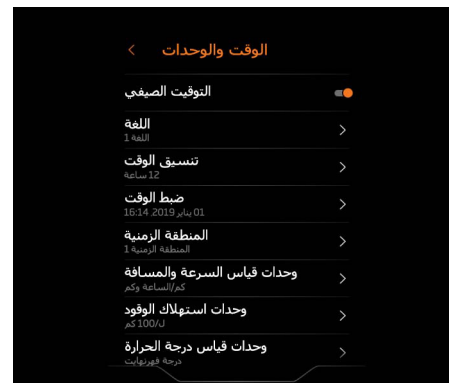 الوقت والوحدات
التوقيت الصيفي
اللغة
اللغة 1
تنسيق الوقت
12 ساعة
ضبط الوقت
01 يناير 2019, 16:14
المنطقة الزمنية
المنطقة الزمنية 1
وحدات قياس السرعة والمسافة
كم/الساعة وكم
وحدات استهلاك الوقود
ل/100 كم
وحدات قياس درجة الحرارة
درجة فهرنهايت